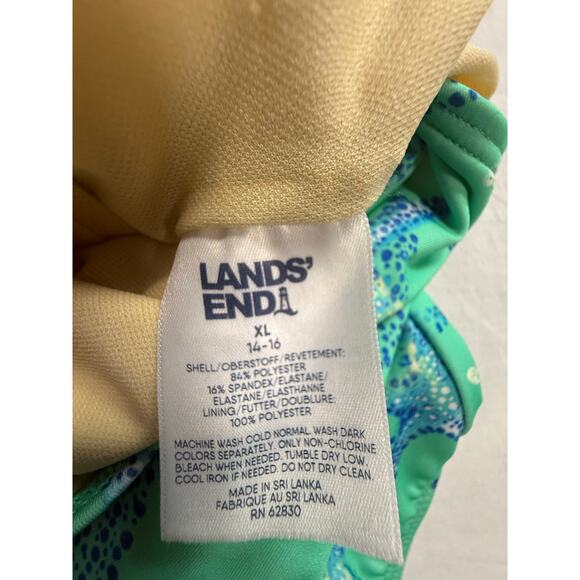 LANDS'
END
XL
14-16
SHELL/OBERSTOFF/REVETEMENT:
84% POLYESTER
16% SPANDEX/ELASTANE/
ELASTANE/ELASTHANNE
LINING/FUTTER/DOUBLURE:
100% POLYESTER
MACHINE WASH COLD NORMAL. WASH DARK
COLORS SEPARATELY. ONLY NON-CHLORINE
BLEACH WHEN NEEDED. TUMBLE DRY LOW.
COOL IRON IF NEEDED. DO NOT DRY CLEAN.
MADE IN SRI LANKA
FABRIQUE AU SRI LANKA
RN 62830